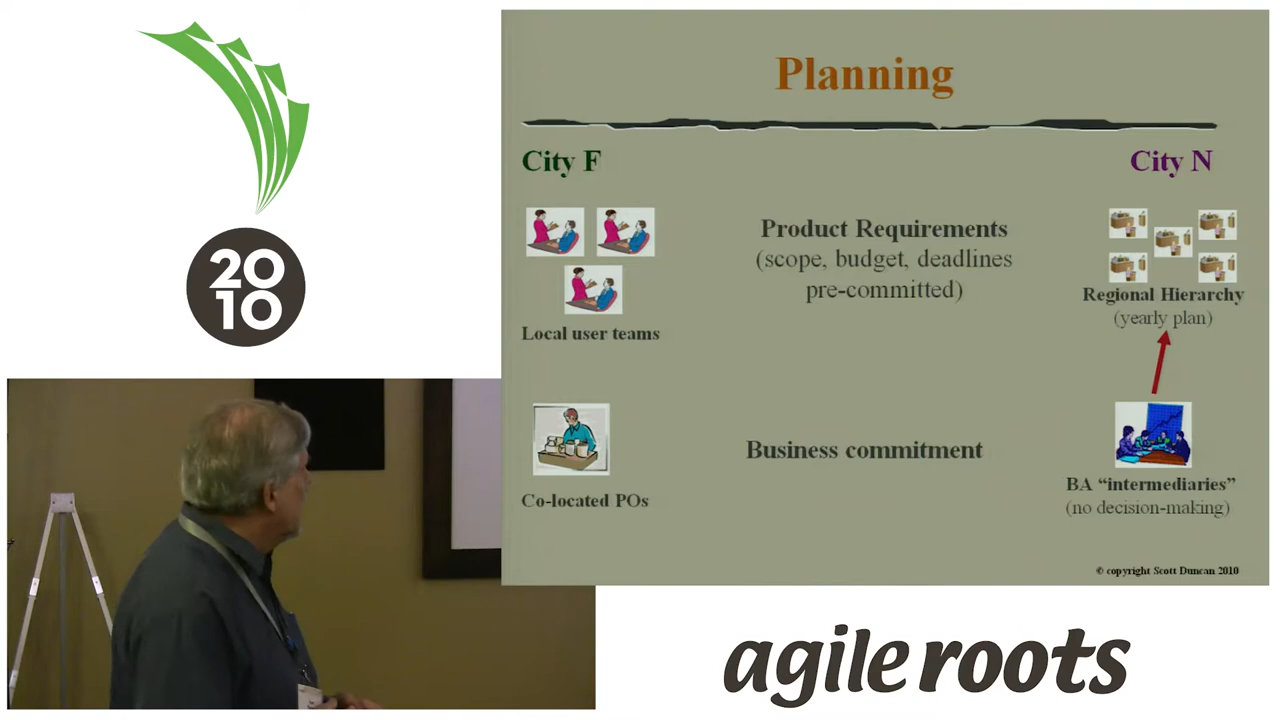 20
10
Planning
City F
City N
Product Requirements
(scope, budget, deadlines
pre-committed)
Local user teams
Regional Hierarchy
(yearly plan)
Business commitment
Co-located POs
BA “intermediaries”
(no decision-making)
© copyright Scott Duncan 2010
agile roots